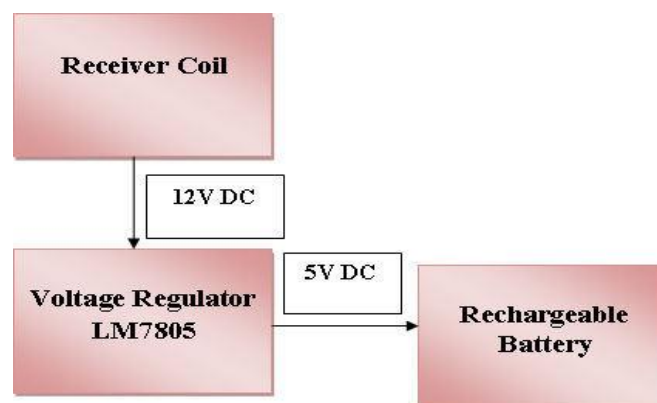 Receiver Coil
12V DC
Voltage Regulator
LM7805
5V DC
Rechargeable
Battery